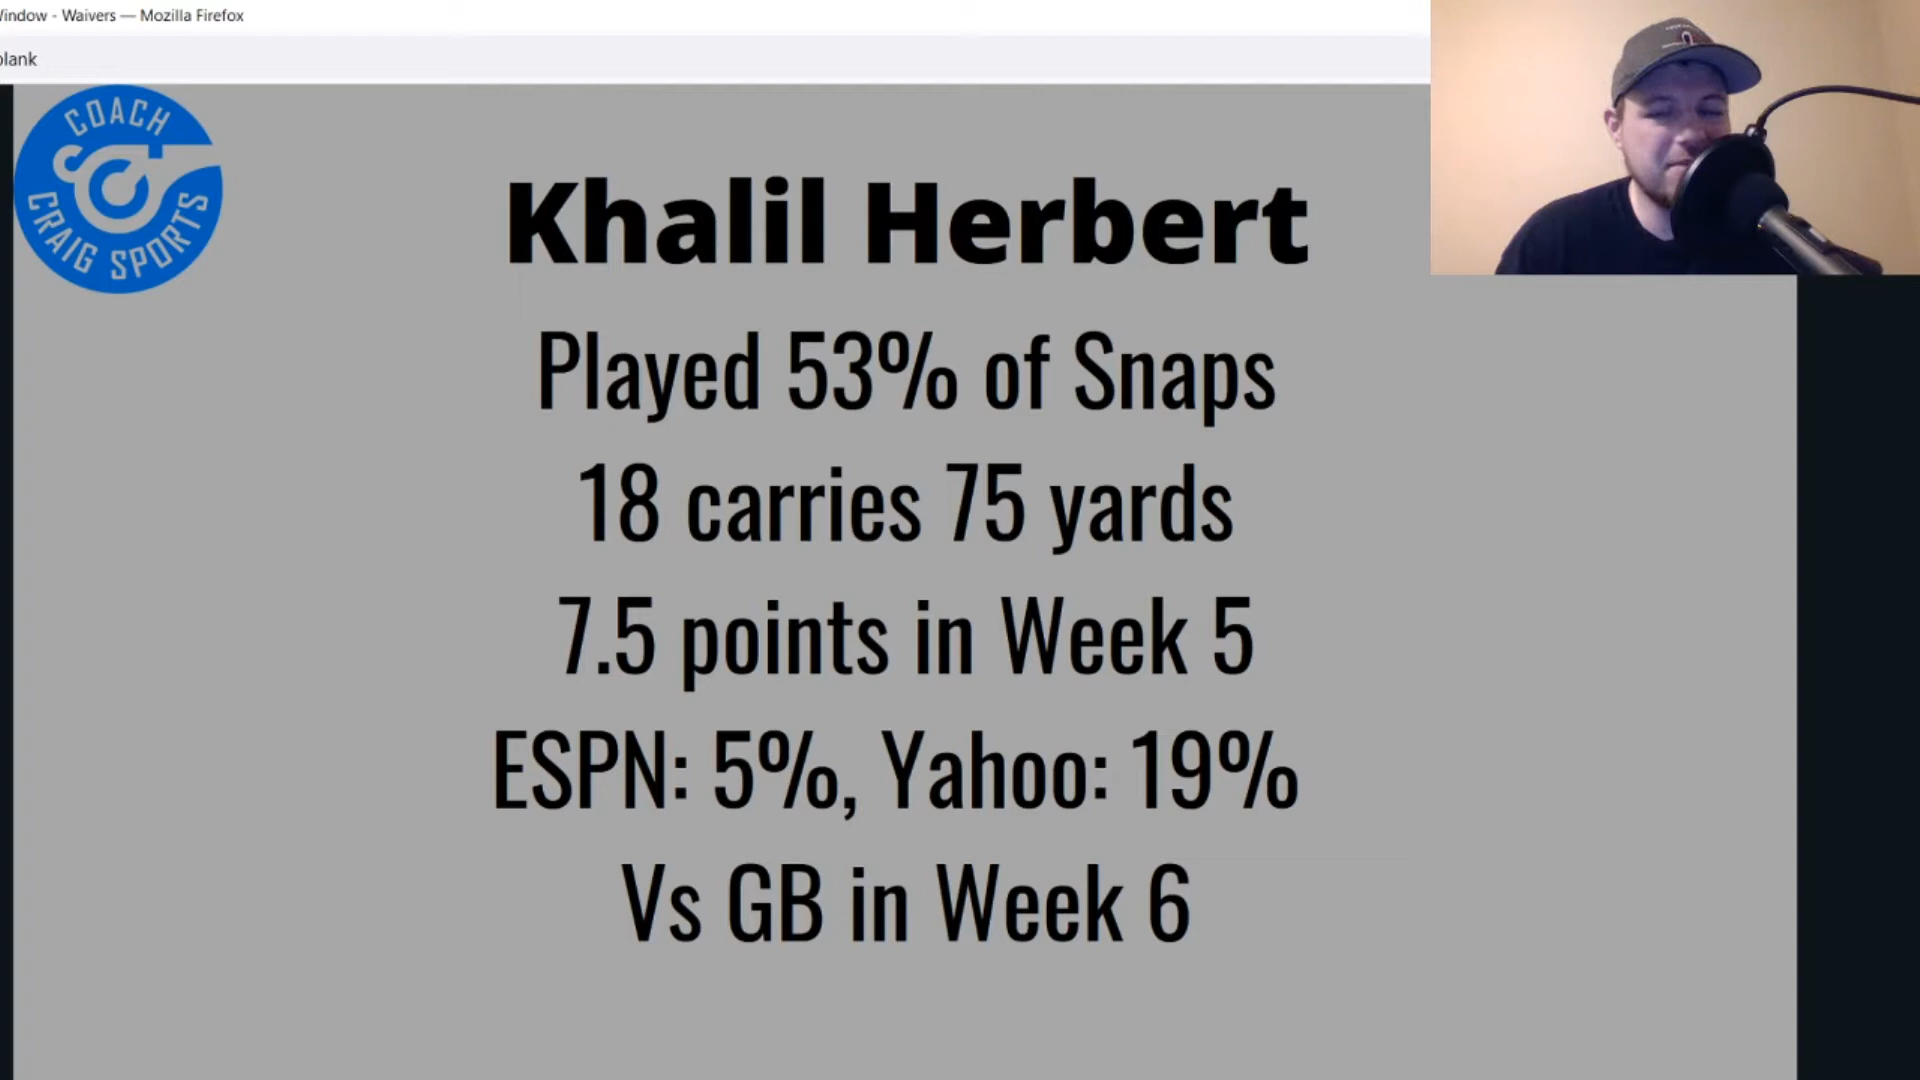 Window - Waivers — Mozilla Firefox
blank
COACH
CRAIG SPORTS
Khalil Herbert
Played 53% of Snaps
18 carries 75 yards
7.5 points in Week 5
ESPN: 5%, Yahoo: 19%
Vs GB in Week 6